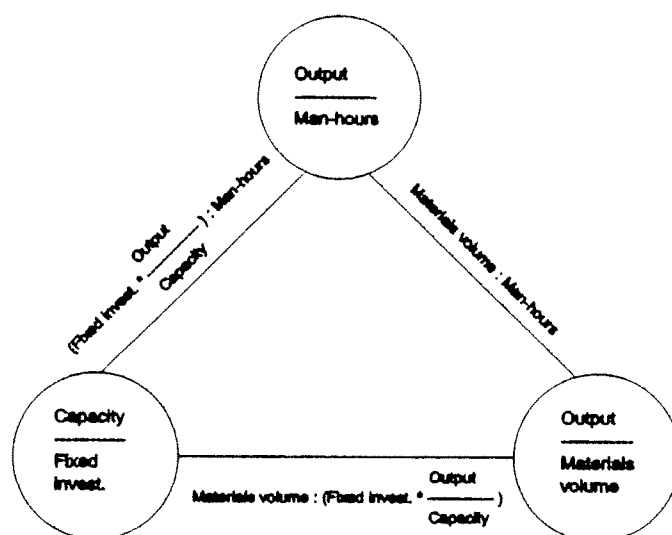 Output
Man-hours
(Fixed invest. * Output / Capacity) : Man-hours
Materials volume : Man-hours
Capacity
Fixed
invest.
Output
Materials
volume
Materials volume : (Fixed invest. * Output / Capacity)